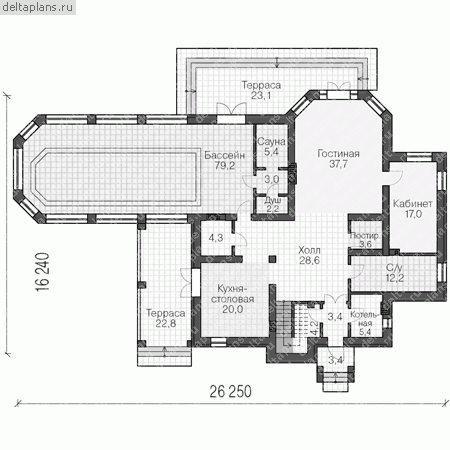 deltaplans.ru
Терраса
23,1
Сауна
5,4
Бассейн
79,2
Гостиная
37,7
3,0
Душ
2,2
Кабинет
17,0
4,3
Постир.
3,6
Холл
28,6
С/у
12,2
Кухня-
столовая
20,0
Терраса
22,8
4,2
3,4
Котель-
ная
5,4
3,4
16 240
26 250